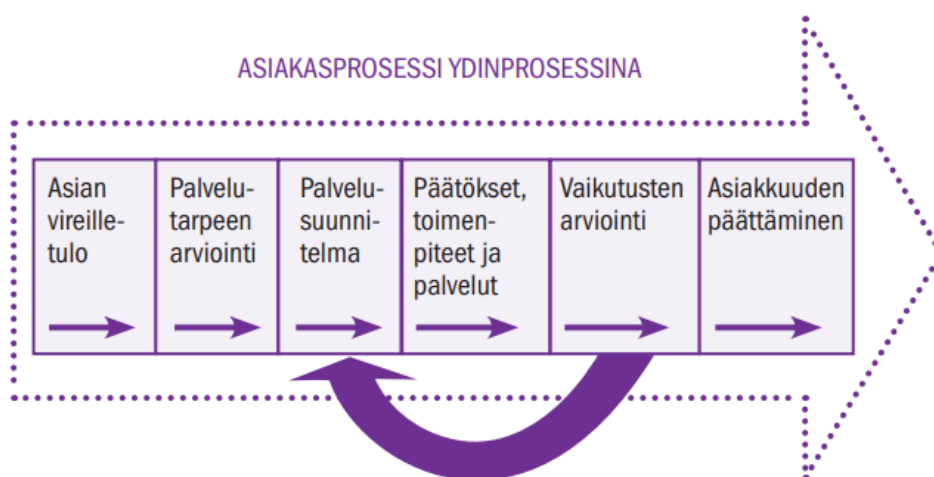 ASIAKASPROSESSI YDINPROSESSINA
Asian
vireille-
tulo
Palvelu-
tarpeen
arviointi
Palvelu-
suunni-
telma
Päätökset,
toimen-
piteet ja
palvelut
Vaikutusten
arviointi
Asiakkuuden
päättäminen